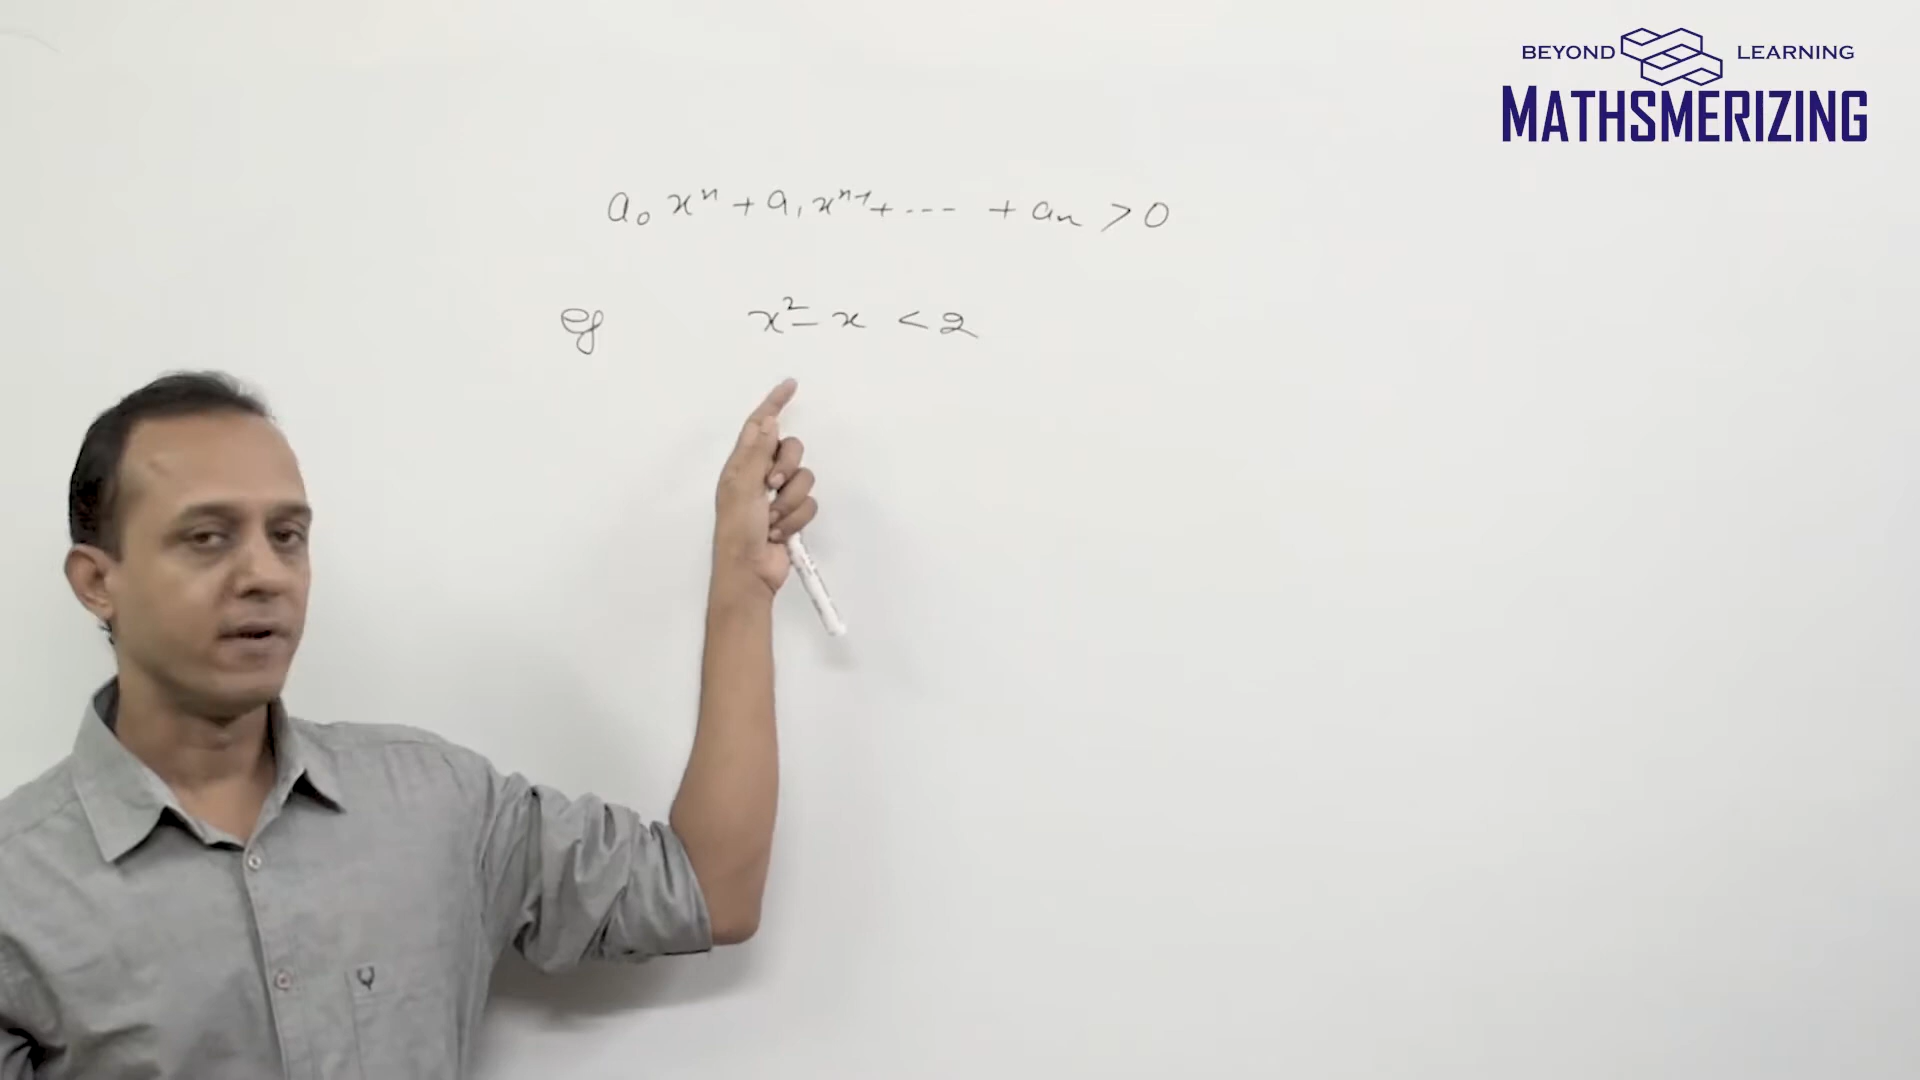 BEYOND LEARNING
MATHSMERIZING
a₀xⁿ + a₁xⁿ⁻¹ + --- + aₙ > 0
eg x² - x < 2